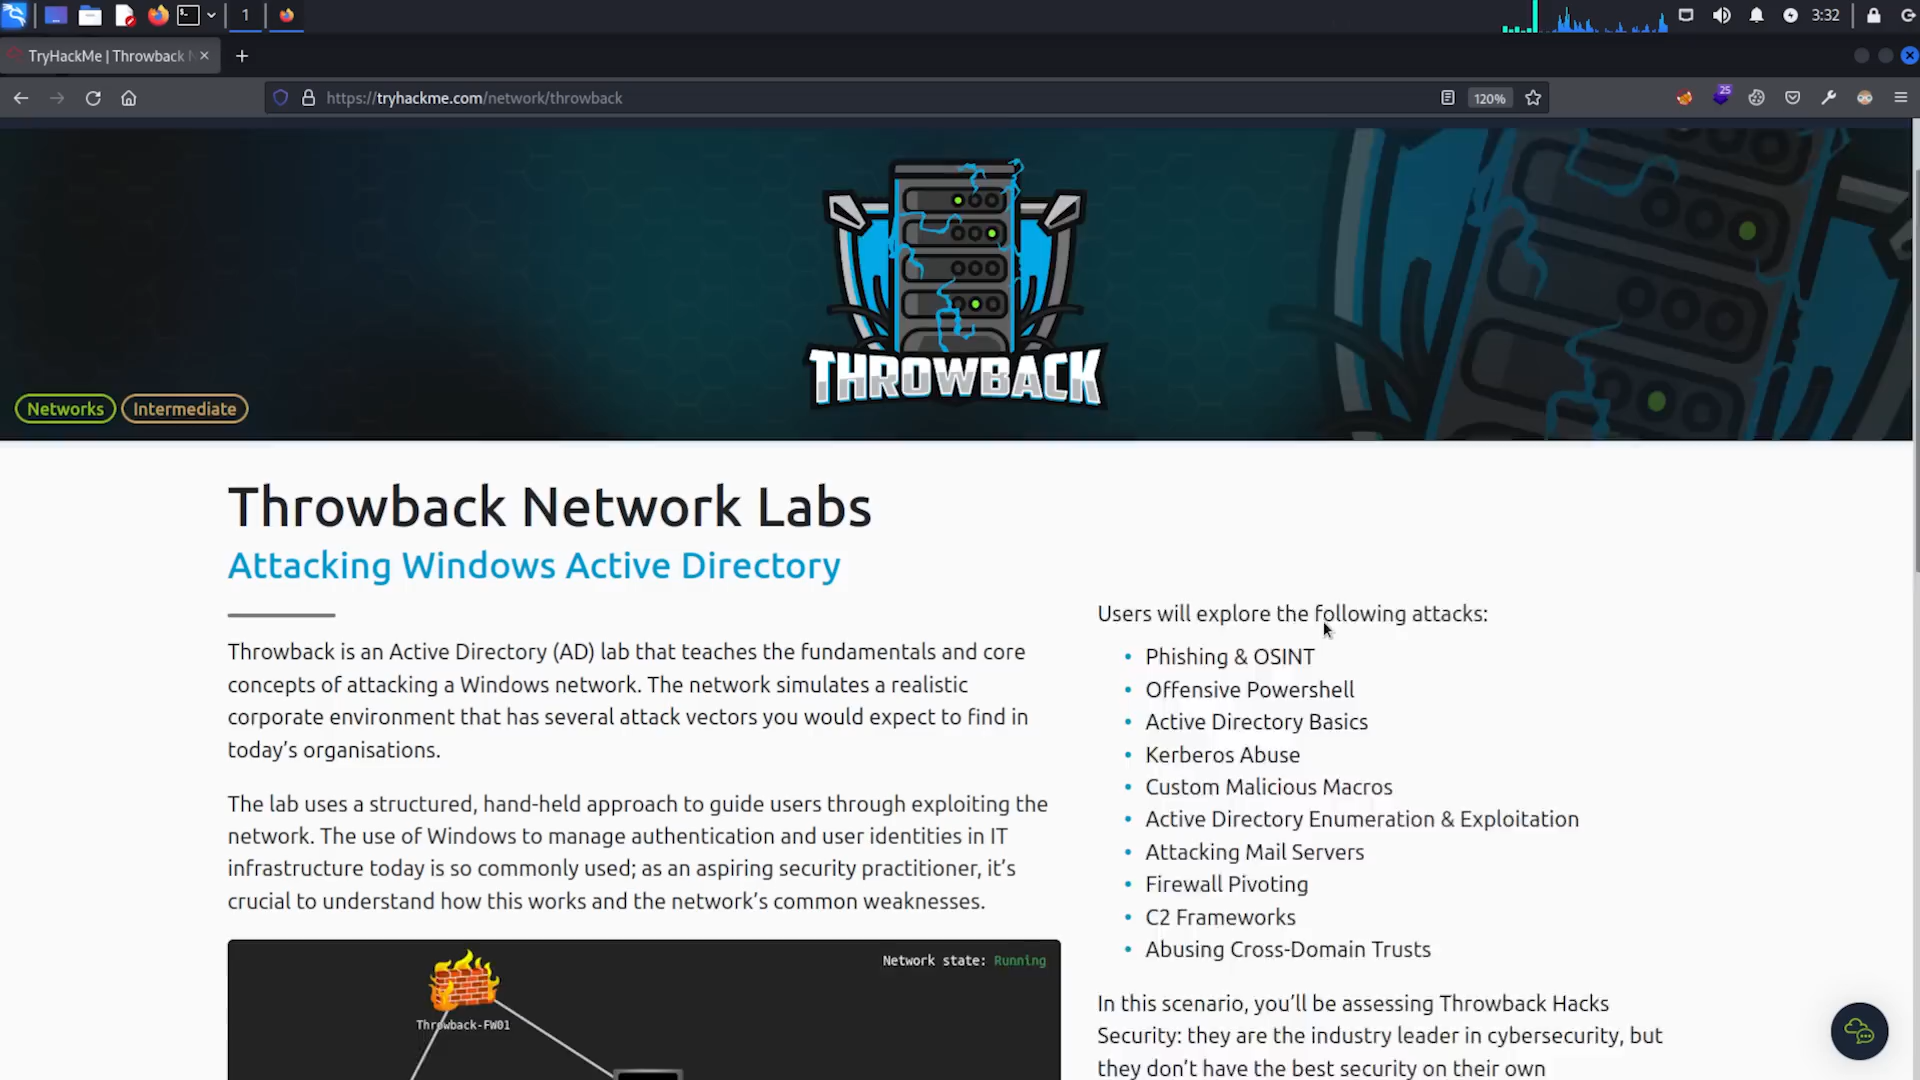 1
3:32
TryHackMe | Throwback N
https://tryhackme.com/network/throwback
120%
25
THROWBACK
Networks
Intermediate
Throwback Network Labs
Attacking Windows Active Directory
Throwback is an Active Directory (AD) lab that teaches the fundamentals and core
concepts of attacking a Windows network. The network simulates a realistic
corporate environment that has several attack vectors you would expect to find in
today's organisations.
The lab uses a structured, hand-held approach to guide users through exploiting the
network. The use of Windows to manage authentication and user identities in IT
infrastructure today is so commonly used; as an aspiring security practitioner, it's
crucial to understand how this works and the network's common weaknesses.
Network state: Running
Throwback-FW01
Users will explore the following attacks:
• Phishing & OSINT
• Offensive Powershell
• Active Directory Basics
• Kerberos Abuse
• Custom Malicious Macros
• Active Directory Enumeration & Exploitation
• Attacking Mail Servers
• Firewall Pivoting
• C2 Frameworks
• Abusing Cross-Domain Trusts
In this scenario, you'll be assessing Throwback Hacks
Security: they are the industry leader in cybersecurity, but
they don't have the best security on their own